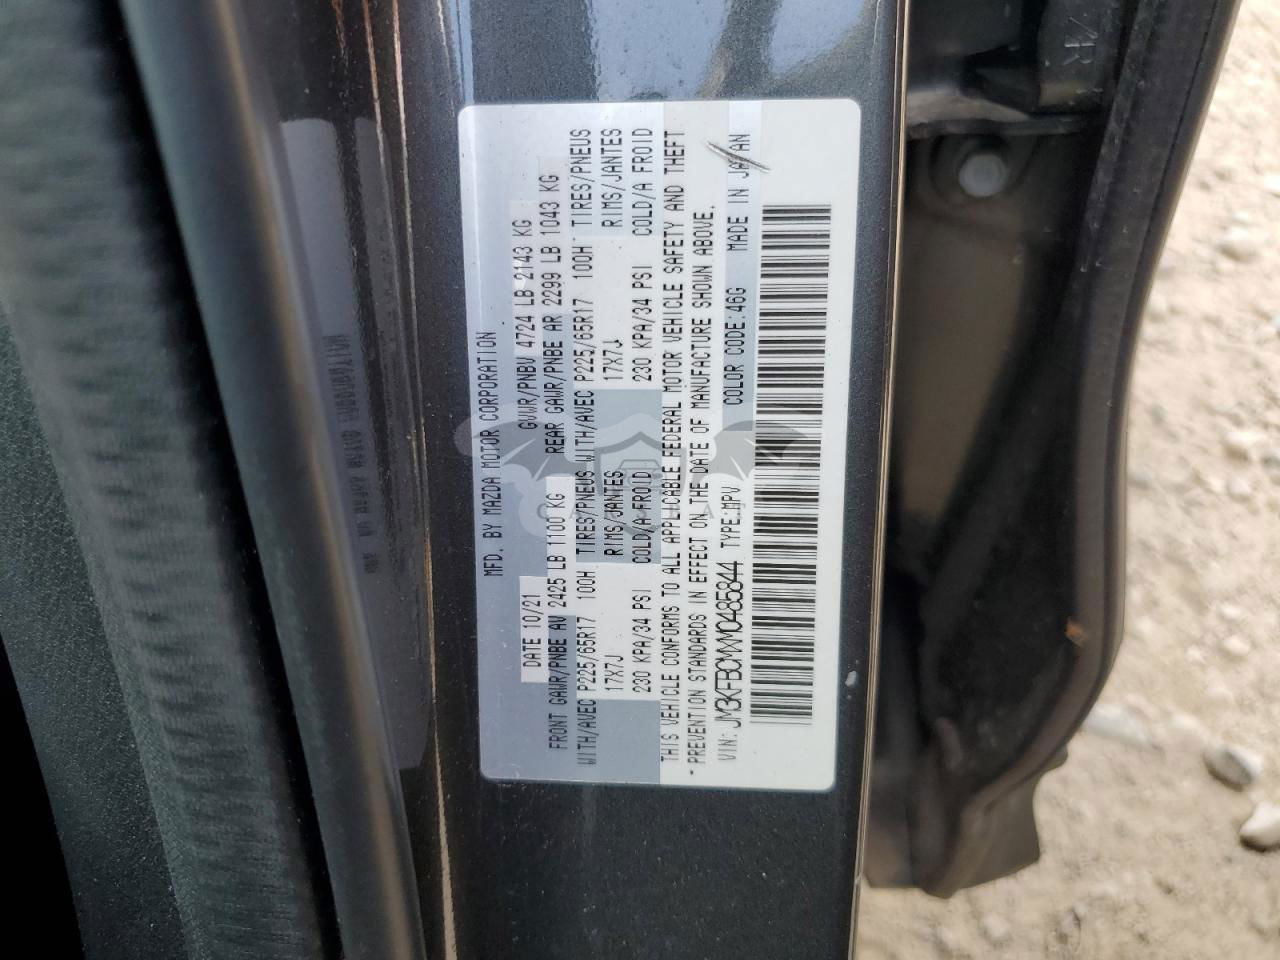 MFD. BY MAZDA MOTOR CORPORATION
DATE 10/21 GVWR/PNBV 4724 LB 2143 KG
FRONT GAWR/PNBE AV 2425 LB 1100 KG REAR GAWR/PNBE AR 2299 LB 1043 KG
WITH/AVEC P225/65R17 100H TIRES/PNEUS WITH/AVEC P225/65R17 100H TIRES/PNEUS
17X7J RIMS/JANTES 17X7J RIMS/JANTES
230 KPA/34 PSI COLD/A FROID 230 KPA/34 PSI COLD/A FROID
THIS VEHICLE CONFORMS TO ALL APPLICABLE FEDERAL MOTOR VEHICLE SAFETY AND THEFT
PREVENTION STANDARDS IN EFFECT ON THE DATE OF MANUFACTURE SHOWN ABOVE.
VIN: JM3KFBCMXM0485844 TYPE:MPV COLOR CODE:46G MADE IN JAPAN